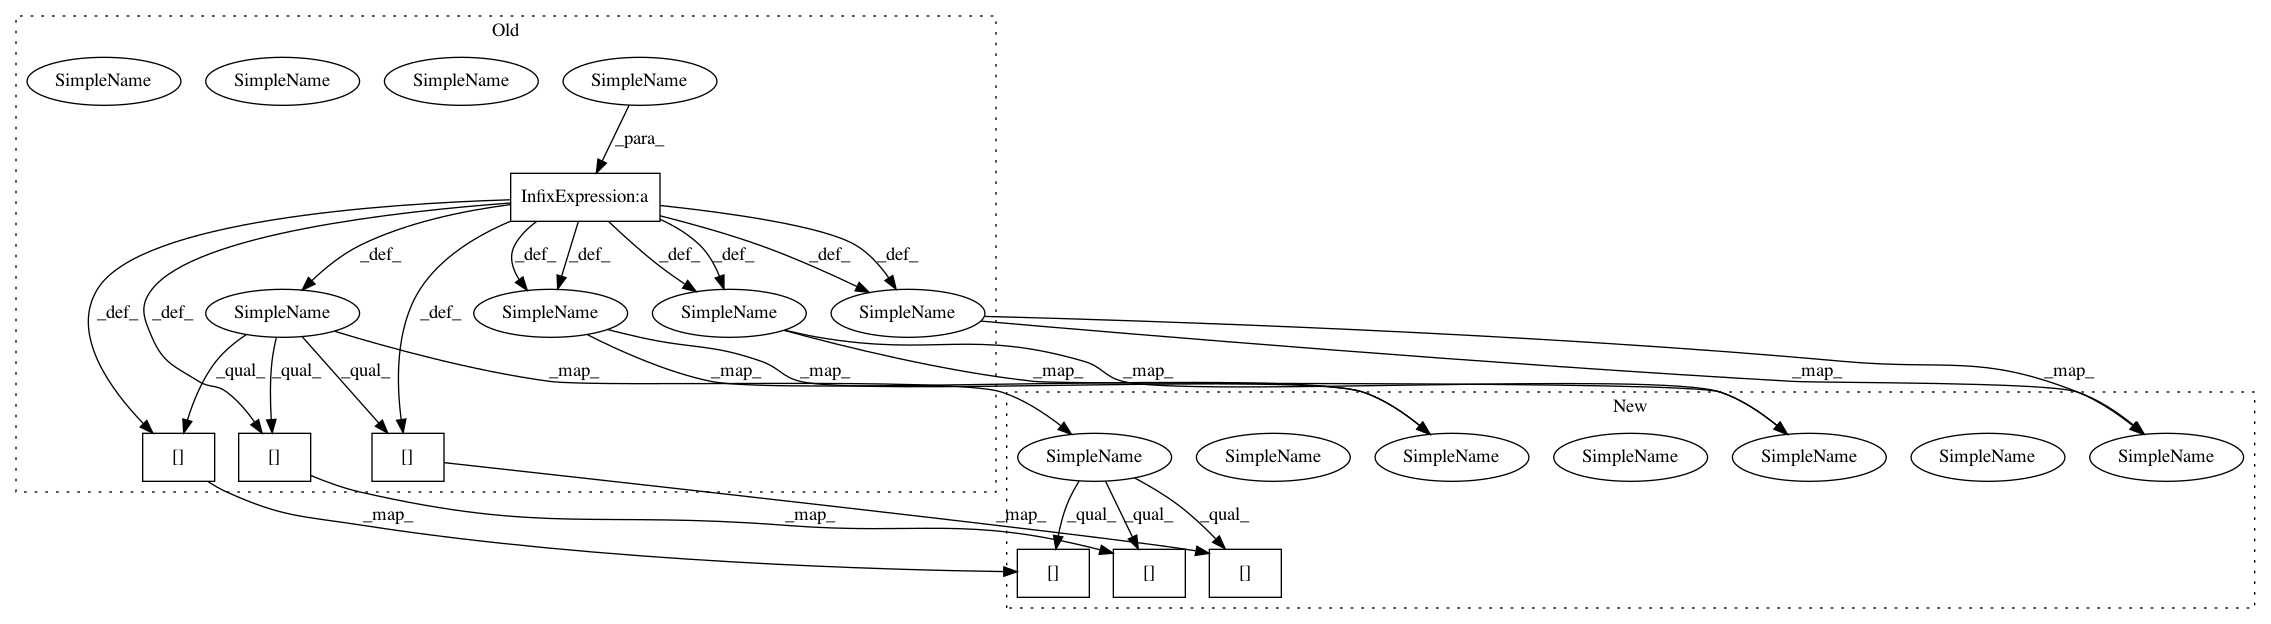 Old
SimpleName SimpleName SimpleName SimpleName
_para_
InfixExpression:a
_def_ _def_ _def_ _def_ _def_ _def_ _def_
_def_ _def_ _def_
SimpleName SimpleName SimpleName SimpleName
_qual_ _qual_ _qual_ _map_ _map_ _map_ _map_ _map_ _map_ _map_
New
[] [] [] SimpleName SimpleName SimpleName SimpleName SimpleName SimpleName SimpleName
_map_ _map_ _map_ _qual_ _qual_ _qual_
[] [] []